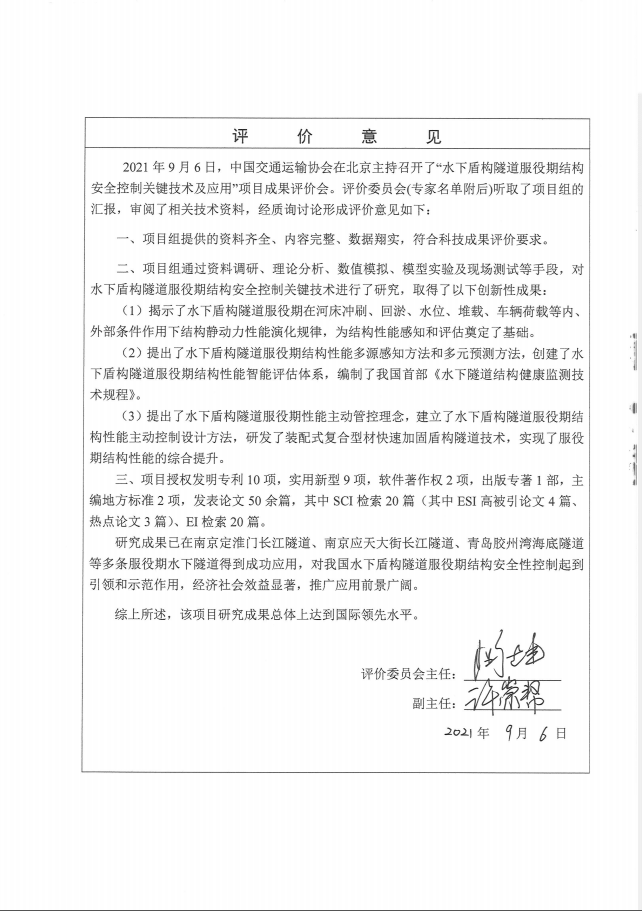 评价意见
2021 年 9 月 6 日，中国交通运输协会在北京主持召开了“水下盾构隧道服役期结构
安全控制关键技术及应用”项目成果评价会。评价委员会(专家名单附后)听取了项目组的
汇报，审阅了相关技术资料，经质询讨论形成评价意见如下：
一、项目组提供的资料齐全、内容完整、数据翔实，符合科技成果评价要求。
二、项目组通过资料调研、理论分析、数值模拟、模型实验及现场测试等手段，对
水下盾构隧道服役期结构安全控制关键技术进行了研究，取得了以下创新性成果：
（1）揭示了水下盾构隧道服役期在河床冲刷、回淤、水位、堆载、车辆荷载等内、
外部条件作用下结构静动力性能演化规律，为结构性能感知和评估奠定了基础。
（2）提出了水下盾构隧道服役期结构性能多源感知方法和多元预测方法，创建了水
下盾构隧道服役期结构性能智能评估体系，编制了我国首部《水下隧道结构健康监测技
术规程》。
（3）提出了水下盾构隧道服役期性能主动管控理念，建立了水下盾构隧道服役期结
构性能主动控制设计方法，研发了装配式复合型材快速加固盾构隧道技术，实现了服役
期结构性能的综合提升。
三、项目授权发明专利 10 项，实用新型 9 项，软件著作权 2 项，出版专著 1 部，主
编地方标准 2 项，发表论文 50 余篇，其中 SCI 检索 20 篇（其中 ESI 高被引论文 4 篇、
热点论文 3 篇）、EI 检索 20 篇。
研究成果已在南京定淮门长江隧道、南京应天大街长江隧道、青岛胶州湾海底隧道
等多条服役期水下隧道得到成功应用，对我国水下盾构隧道服役期结构安全性控制起到
引领和示范作用，经济社会效益显著，推广应用前景广阔。
综上所述，该项目研究成果总体上达到国际领先水平。
评价委员会主任：
副主任：许崇帮
2021 年 9 月 6 日